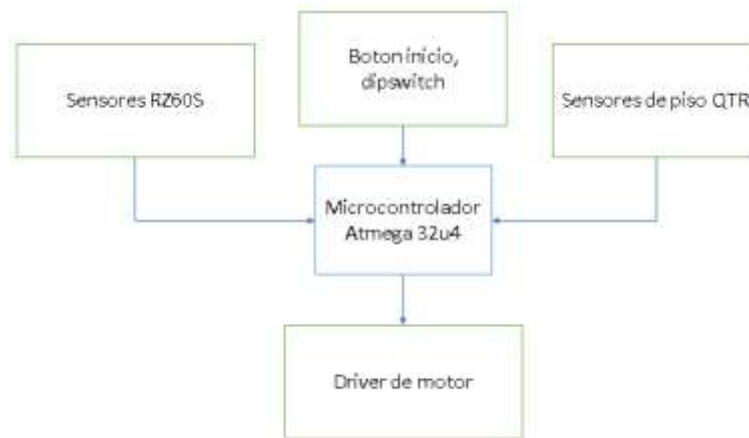 Boton inicio,
dipswitch
Sensores RZ60S
Sensores de piso QTR
Microcontrolador
Atmega 32u4
Driver de motor